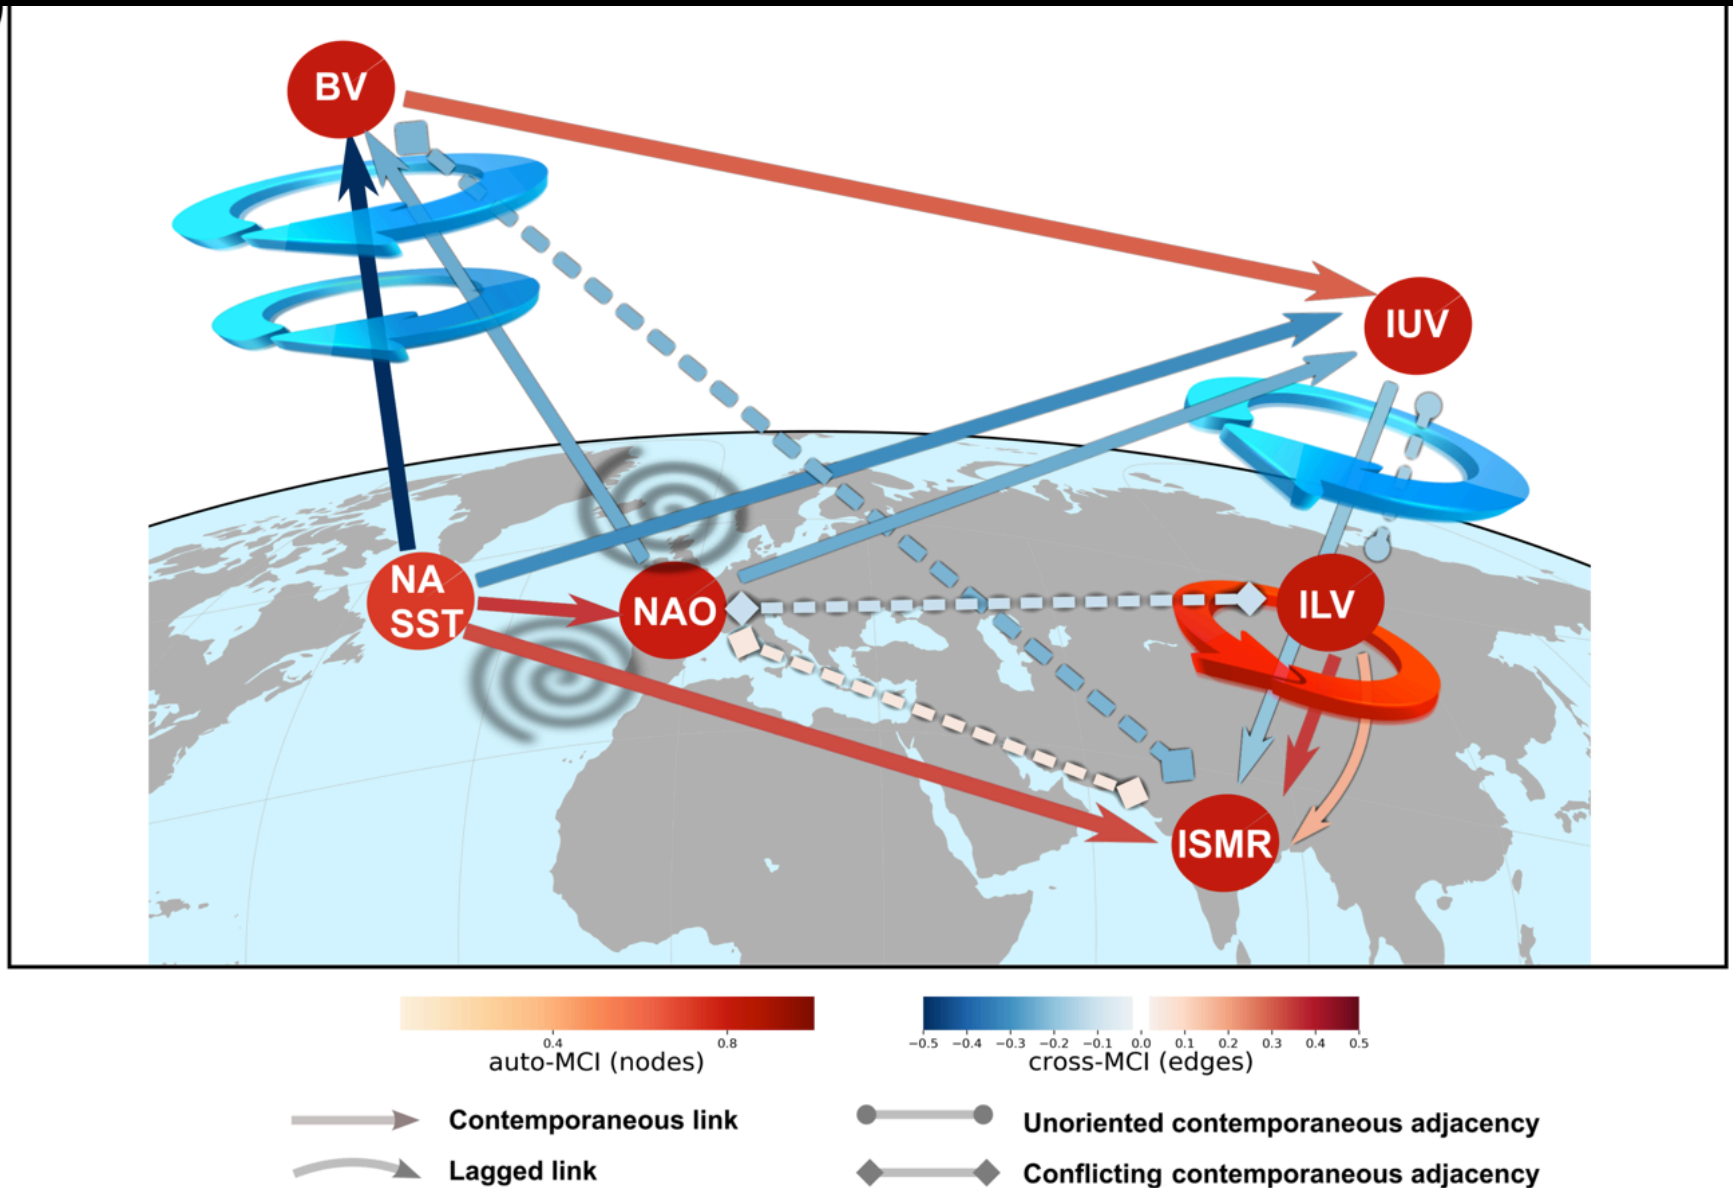 BV
IUV
NA
SST
NAO
ILV
ISMR
0.4 0.8
auto-MCI (nodes)
−0.5 −0.4 −0.3 −0.2 −0.1 0.0 0.1 0.2 0.3 0.4 0.5
cross-MCI (edges)
Contemporaneous link
Unoriented contemporaneous adjacency
Lagged link
Conflicting contemporaneous adjacency